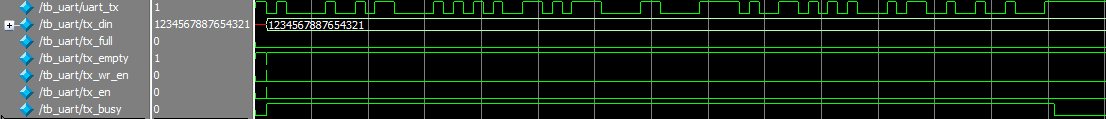 /tb_uart/uart_tx 1
/tb_uart/tx_din 1234567887654321 1234567887654321
/tb_uart/tx_full 0
/tb_uart/tx_empty 1
/tb_uart/tx_wr_en 0
/tb_uart/tx_en 0
/tb_uart/tx_busy 0